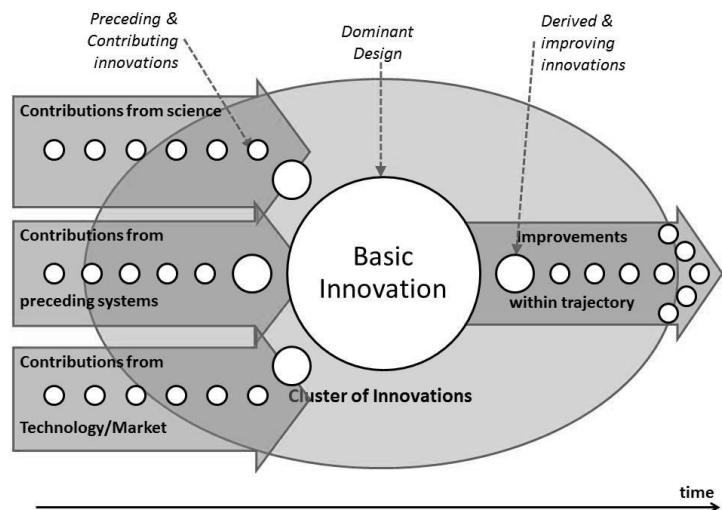 Preceding &
Contributing
innovations
Dominant
Design
Derived &
improving
innovations
Contributions from science
Contributions from
preceding systems
Basic
Innovation
Improvements
within trajectory
Contributions from
Technology/Market
Cluster of Innovations
time